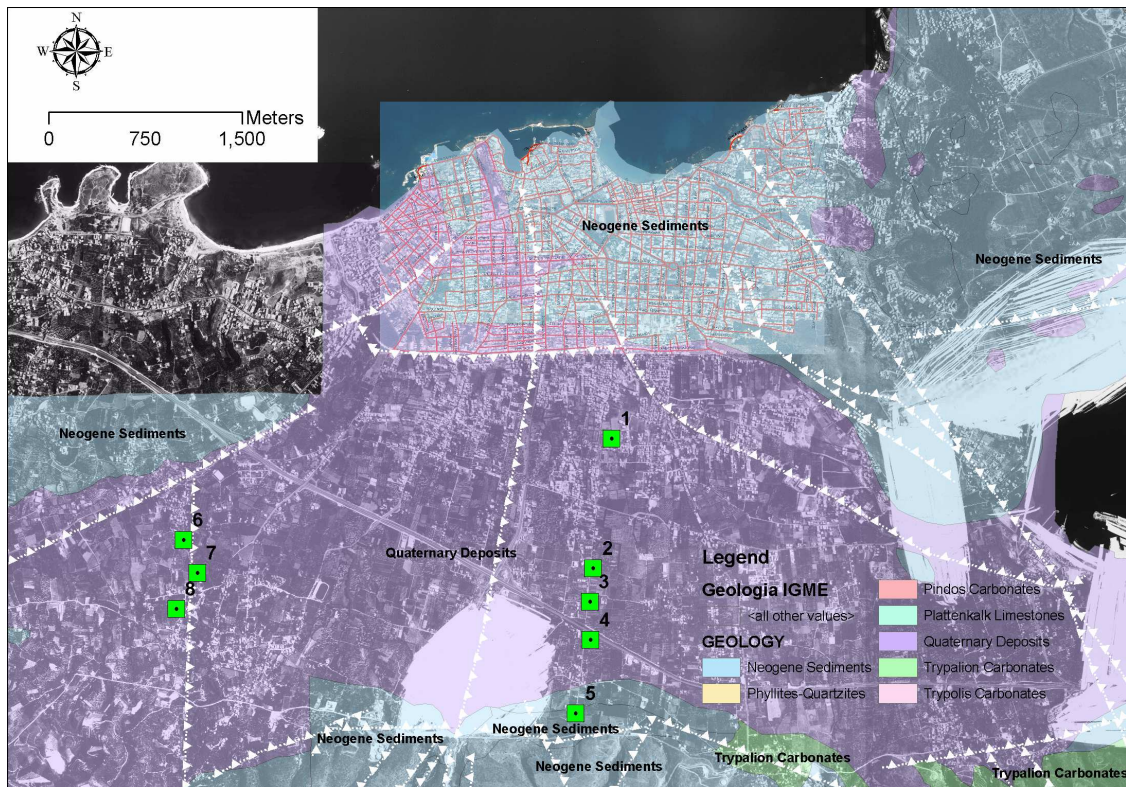 N
W E
S
Meters
0 750 1,500
Neogene Sediments
Neogene Sediments
Neogene Sediments
1
6
7
8
Quaternary Deposits
2
3
4
5
Legend
Geologia IGME
<all other values>
GEOLOGY
Neogene Sediments
Phyllites-Quartzites
Pindos Carbonates
Plattenkalk Limestones
Quaternary Deposits
Trypalion Carbonates
Trypolis Carbonates
Neogene Sediments
Neogene Sediments
Neogene Sediments
Trypalion Carbonates
Trypalion Carbonates